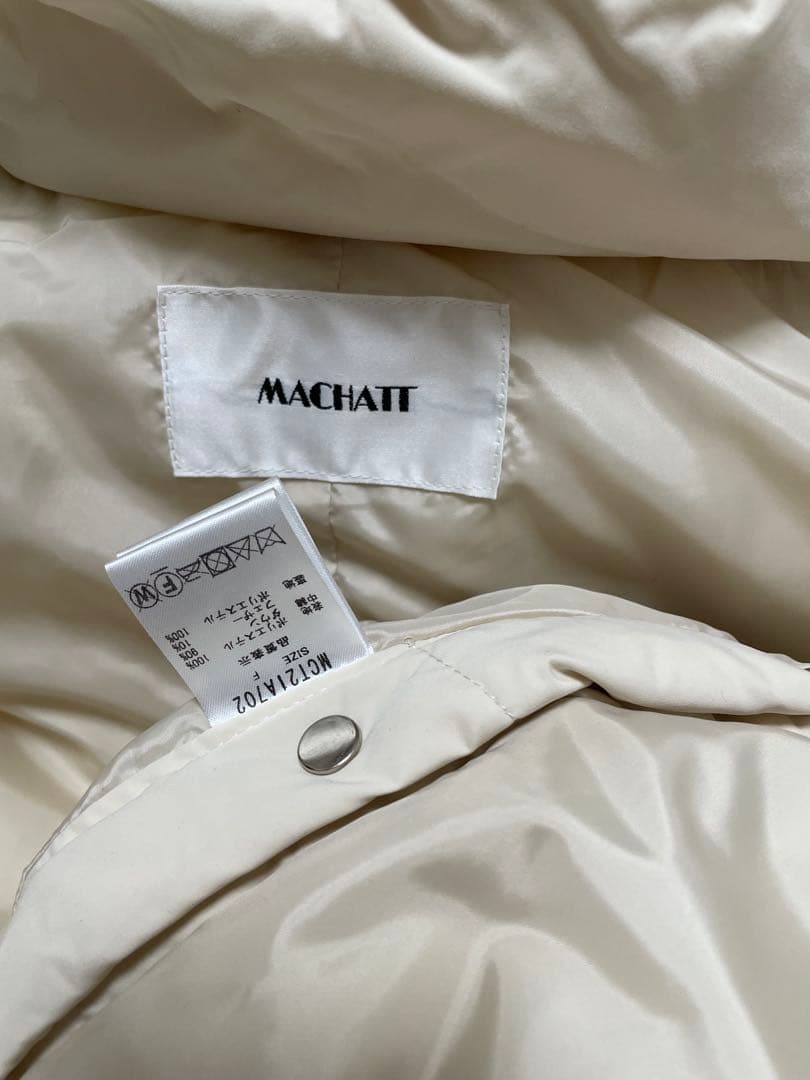 MACHATT
MCT21A702
SIZE F
品質表示
表地 ポリエステル 100%
中綿 ダウン 90%
フェザー 10%
裏地 ポリエステル 100%
F W